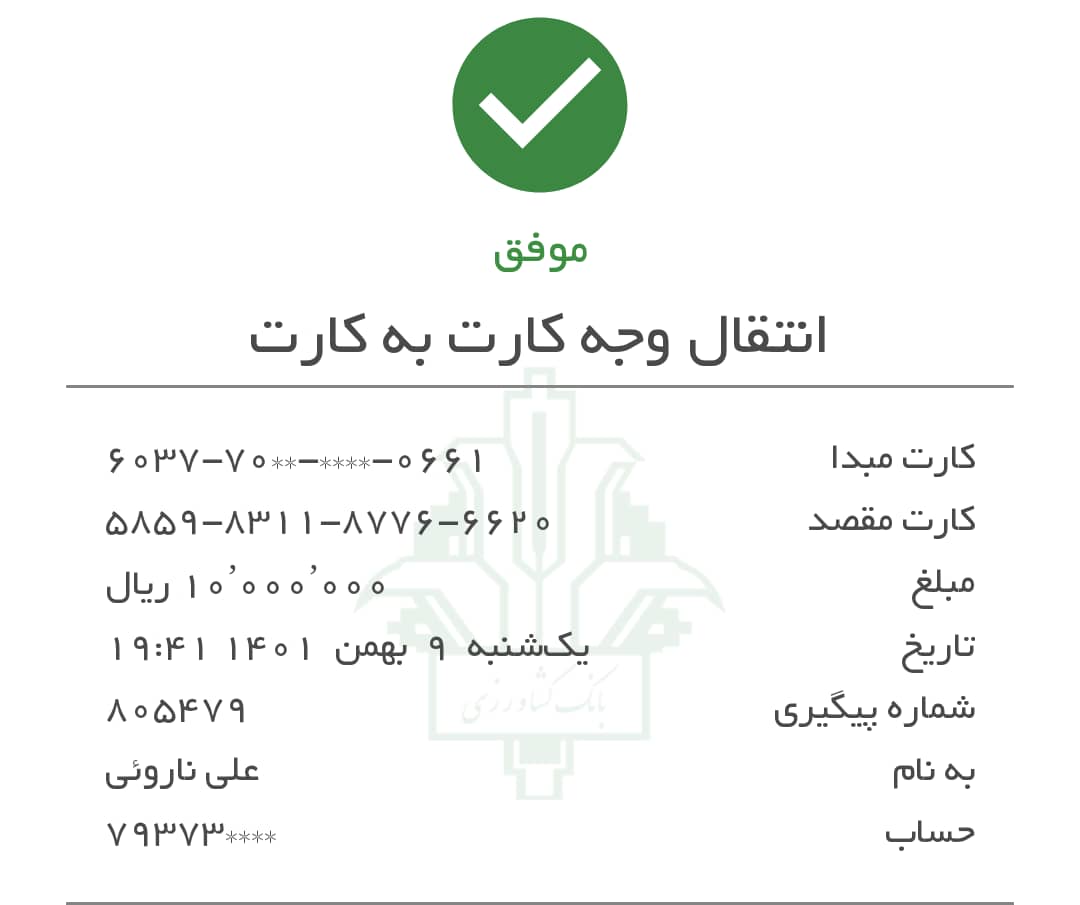 موفق
انتقال وجه کارت به کارت
کارت مبدا ۶۰۳۷-۷۰**-****-۰۶۶۱
کارت مقصد ۵۸۵۹-۸۳۱۱-۸۷۷۶-۶۶۲۰
مبلغ ۱۰٬۰۰۰٬۰۰۰ ریال
تاریخ یک‌شنبه ۹ بهمن ۱۴۰۱ ۱۹:۴۱
شماره پیگیری ۸۰۵۴۷۹
به نام علی ناروئی
حساب ۷۹۳۷۳****
بانک کشاورزی